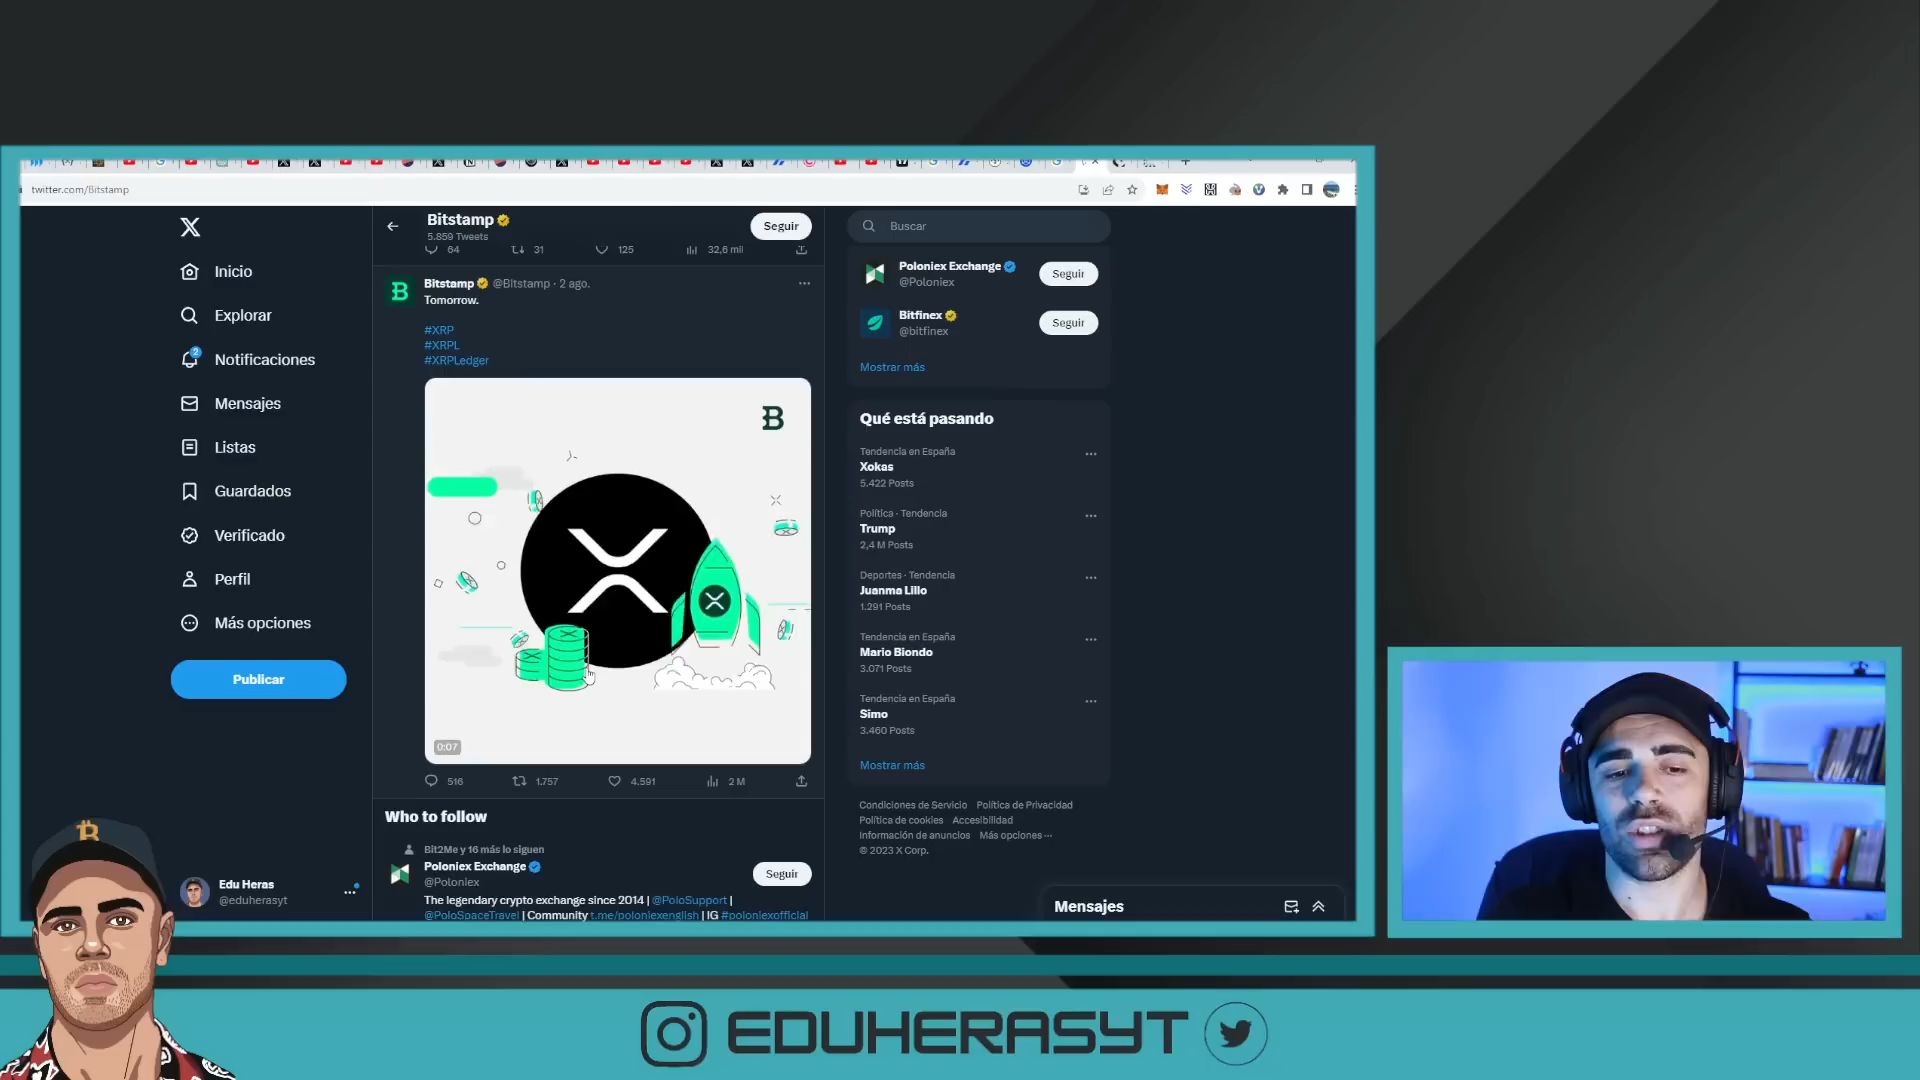 twitter.com/Bitstamp
Bitstamp
5.859 Tweets
Seguir
64 31 125 32,6 mil
Inicio
Explorar
2
Notificaciones
Mensajes
Listas
Guardados
Verificado
Perfil
Más opciones
Publicar
Edu Heras
@eduherasyt
Bitstamp @Bitstamp · 2 ago.
Tomorrow.
#XRP
#XRPL
#XRPLedger
B
0:07
516 1.757 4.591 2 M
Who to follow
Bit2Me y 16 más lo siguen
Poloniex Exchange
@Poloniex
Seguir
The legendary crypto exchange since 2014 | @PoloSupport |
@PoloSpaceTravel | Community t.me/poloniexenglish | IG #poloniexofficial
Buscar
Poloniex Exchange
@Poloniex
Seguir
Bitfinex
@bitfinex
Seguir
Mostrar más
Qué está pasando
Tendencia en España
Xokas
5.422 Posts
Política · Tendencia
Trump
2,4 M Posts
Deportes · Tendencia
Juanma Lillo
1.291 Posts
Tendencia en España
Mario Biondo
3.071 Posts
Tendencia en España
Simo
3.460 Posts
Mostrar más
Condiciones de Servicio Política de Privacidad
Política de cookies Accesibilidad
Información de anuncios Más opciones ···
© 2023 X Corp.
Mensajes
EDUHERASYT